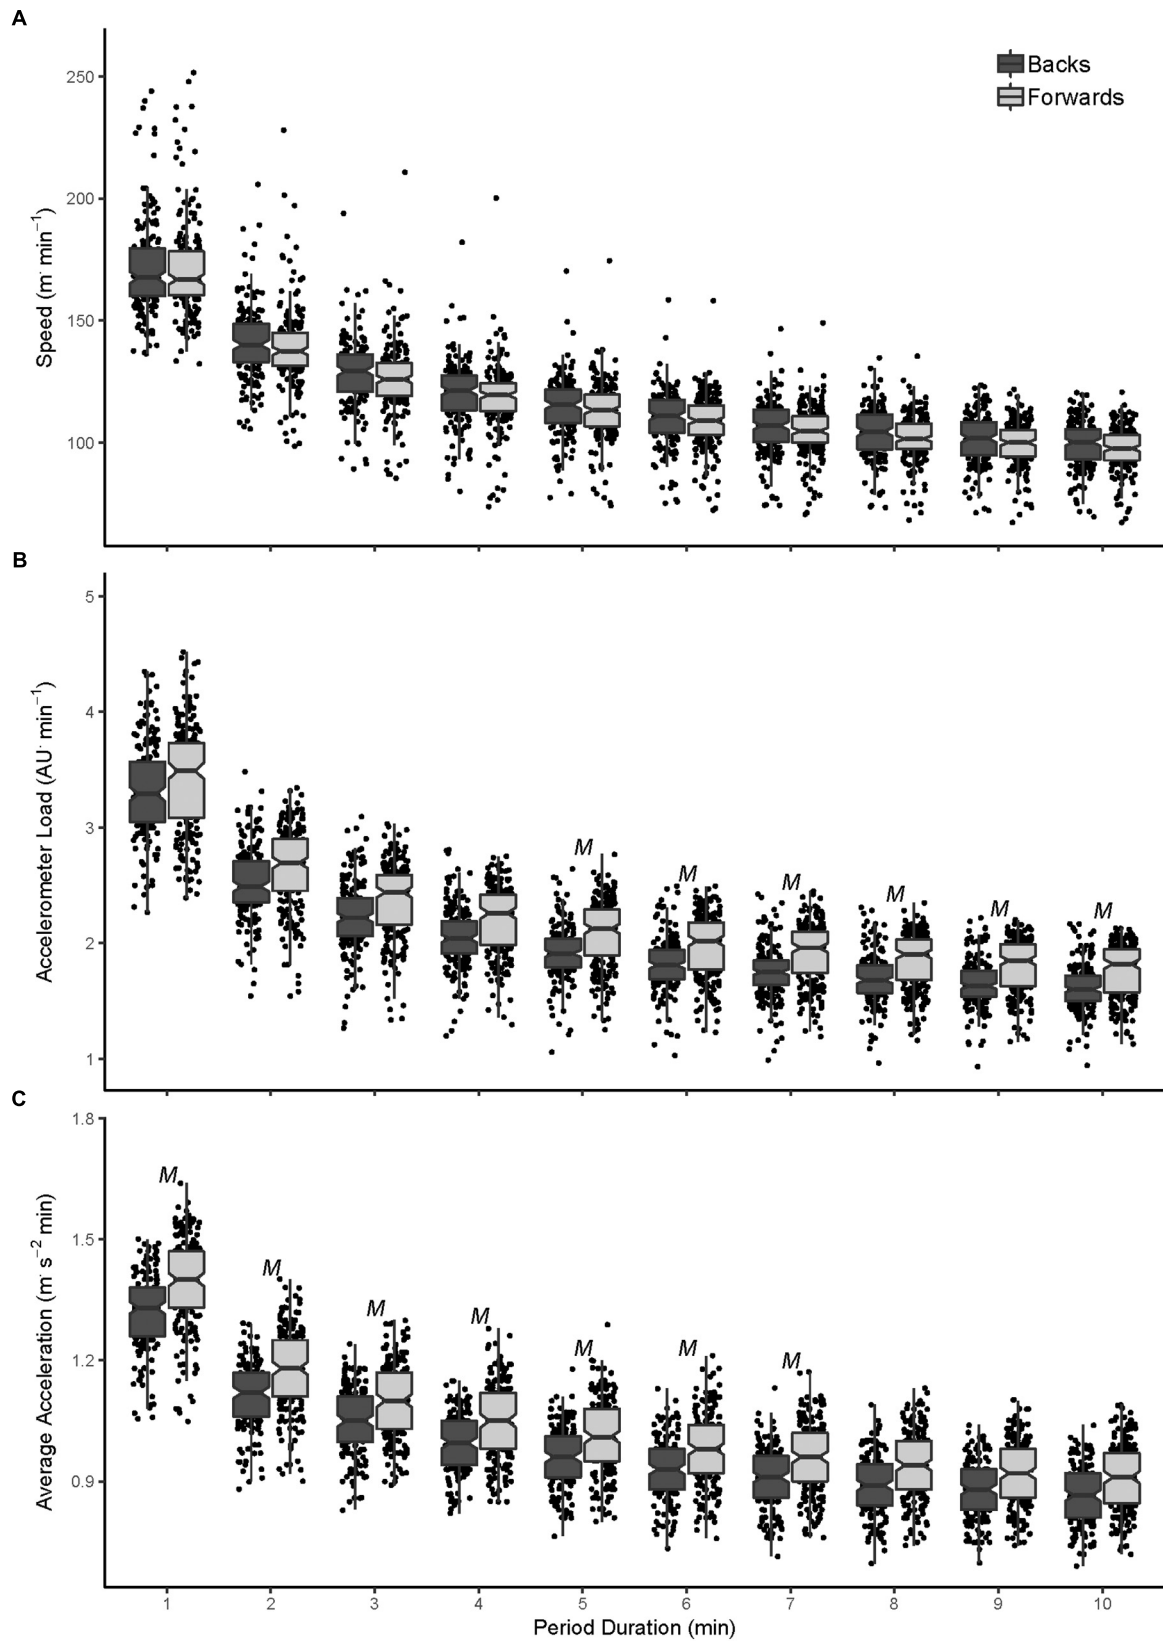 A
250
200
150
100
Speed (m· min⁻¹)
Backs
Forwards
B
5
4
3
2
1
Accelerometer Load (AU· min⁻¹)
M M M M M M
C
1.8
1.5
1.2
0.9
Average Acceleration (m· s⁻² min)
M M M M M M M
1 2 3 4 5 6 7 8 9 10
Period Duration (min)